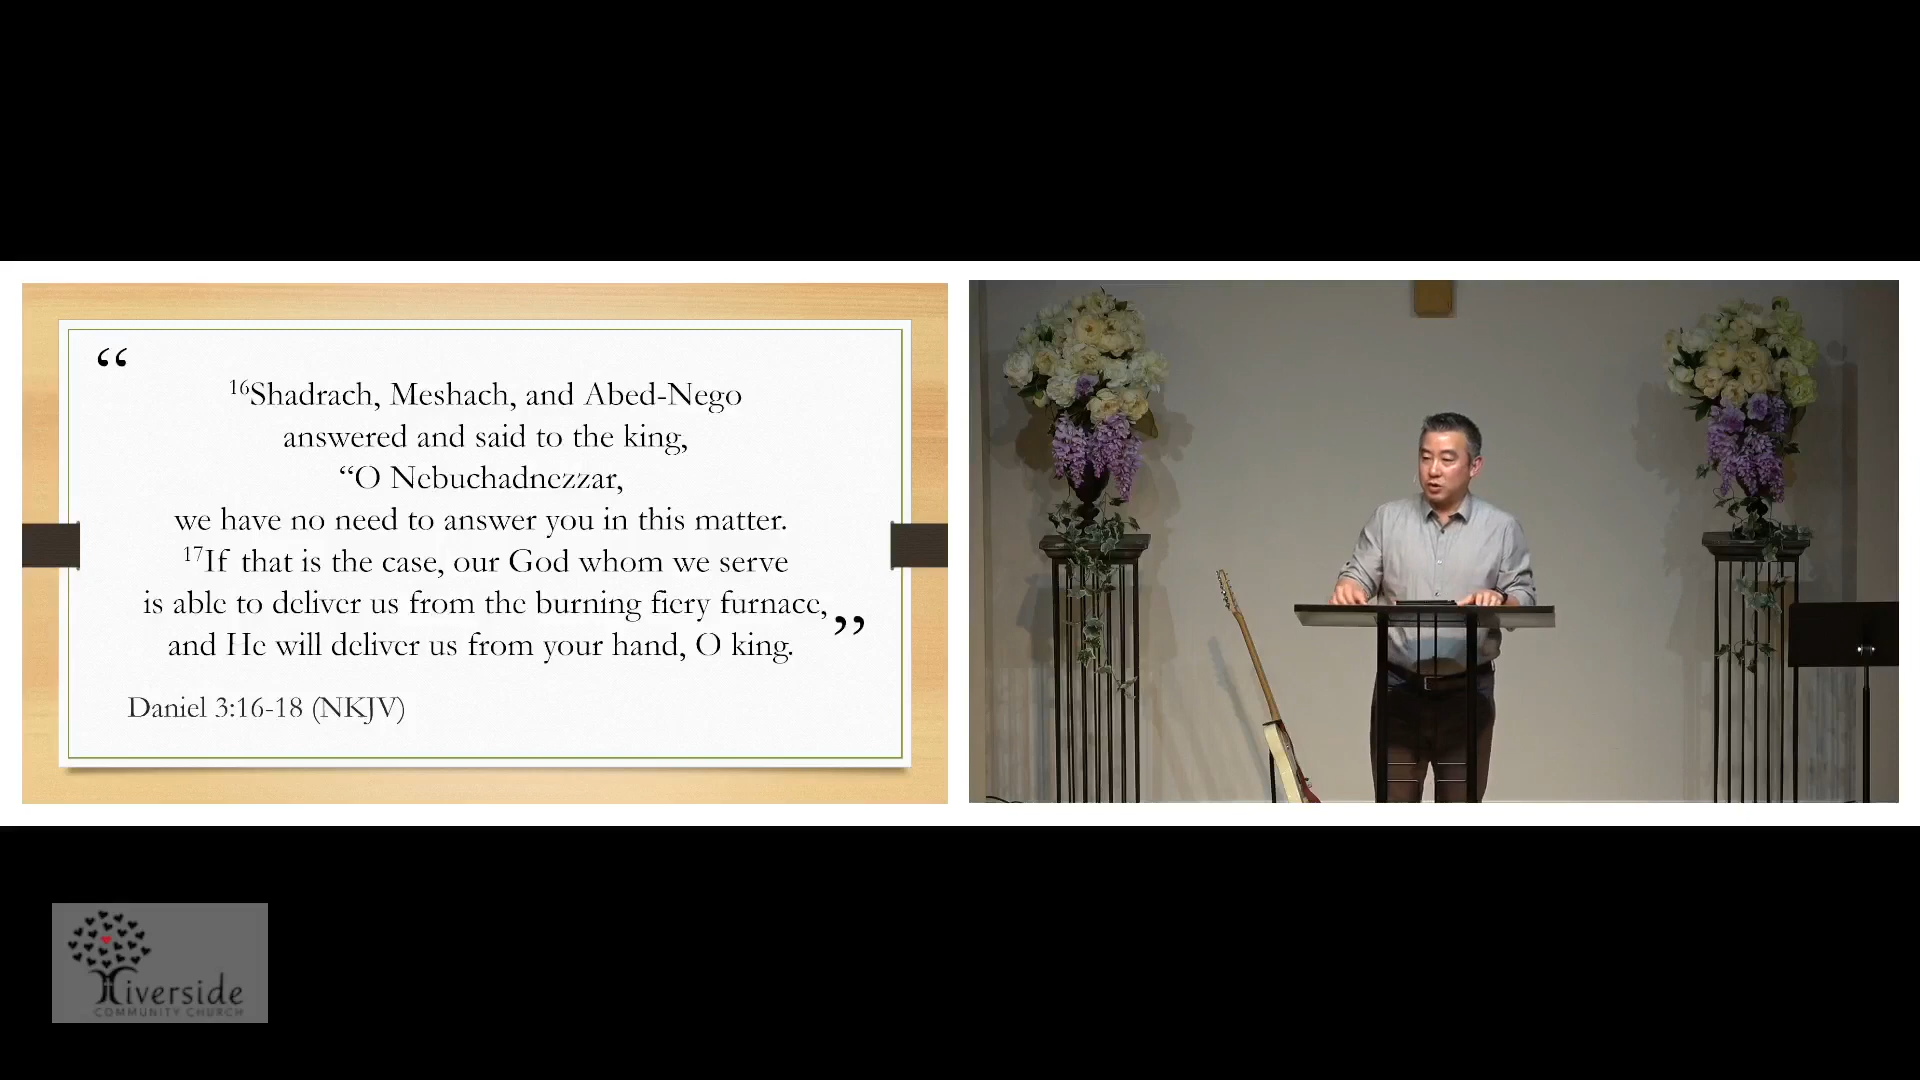 “
¹⁶Shadrach, Meshach, and Abed-Nego
answered and said to the king,
“O Nebuchadnezzar,
we have no need to answer you in this matter.
¹⁷If that is the case, our God whom we serve
is able to deliver us from the burning fiery furnace,
and He will deliver us from your hand, O king.
”
Daniel 3:16-18 (NKJV)
Riverside
COMMUNITY CHURCH